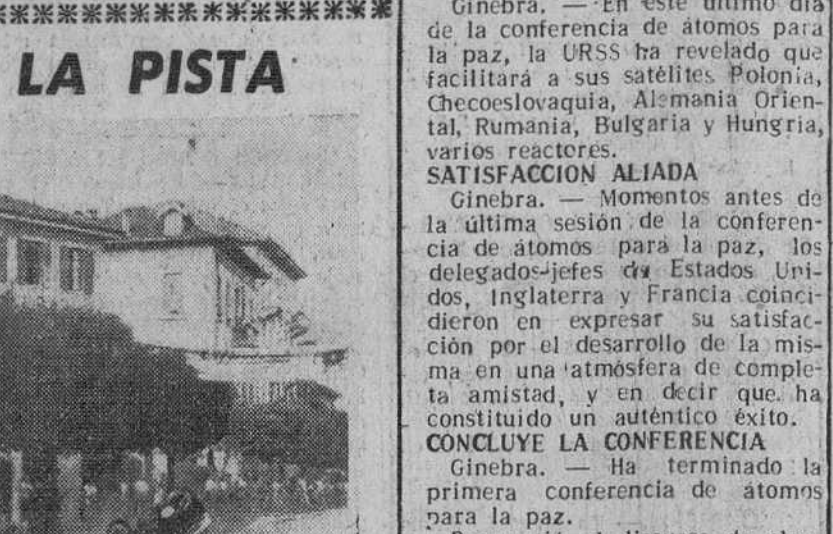 LA PISTA
Ginebra. — En este último día
de la conferencia de átomos para
la paz, la URSS ha revelado que
facilitará a sus satélites Polonia,
Checoeslovaquia, Alemania Orien-
tal, Rumania, Bulgaria y Hungria,
varios reactores.
SATISFACCION ALIADA
Ginebra. — Momentos antes de
la última sesión de la conferen-
cia de átomos para la paz, los
delegados-jefes de Estados Uni-
dos, Inglaterra y Francia coinci-
dieron en expresar su satisfac-
ción por el desarrollo de la mis-
ma en una atmósfera de comple-
ta amistad, y en decir que ha
constituido un auténtico éxito.
CONCLUYE LA CONFERENCIA
Ginebra. — Ha terminado la
primera conferencia de átomos
para la paz.